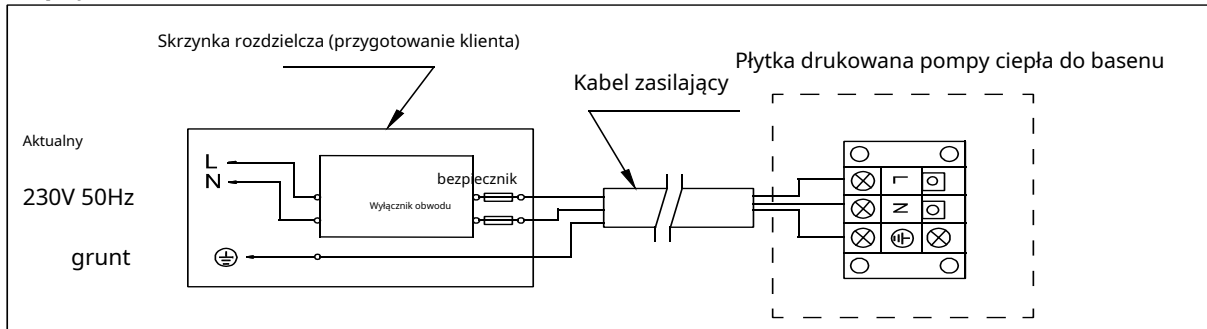 Skrzynka rozdzielcza (przygotowanie klienta)
Płytka drukowana pompy ciepła do basenu
Kabel zasilający
Aktualny
L
N
230V 50Hz
bezpiecznik
Wyłącznik obwodu
grunt
L
N